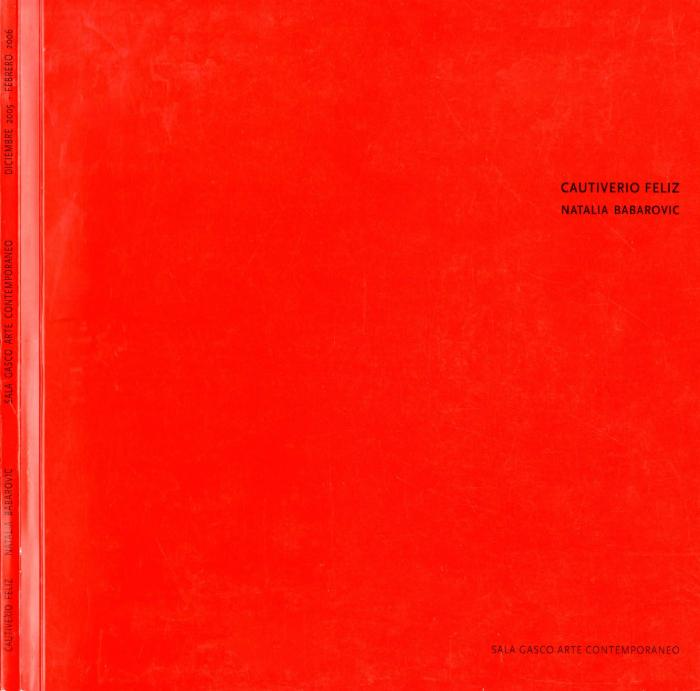 CAUTIVERIO FELIZ
NATALIA BABAROVIC
SALA GASCO ARTE CONTEMPORANEO
CAUTIVERIO FELIZ NATALIA BABAROVIC SALA GASCO ARTE CONTEMPORANEO DICIEMBRE 2005 - FEBRERO 2006